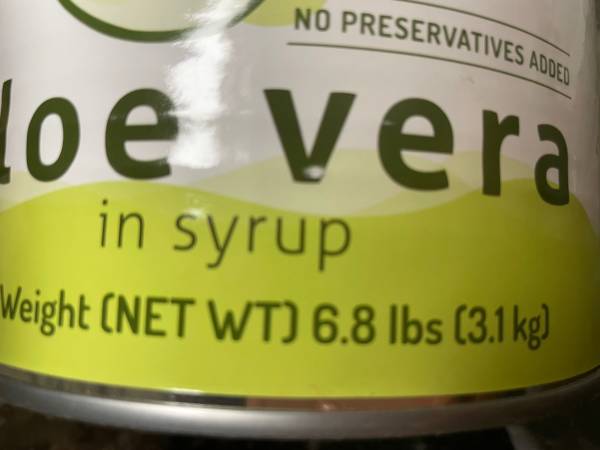 NO PRESERVATIVES ADDED
loe vera
in syrup
Weight (NET WT) 6.8 lbs (3.1 kg)